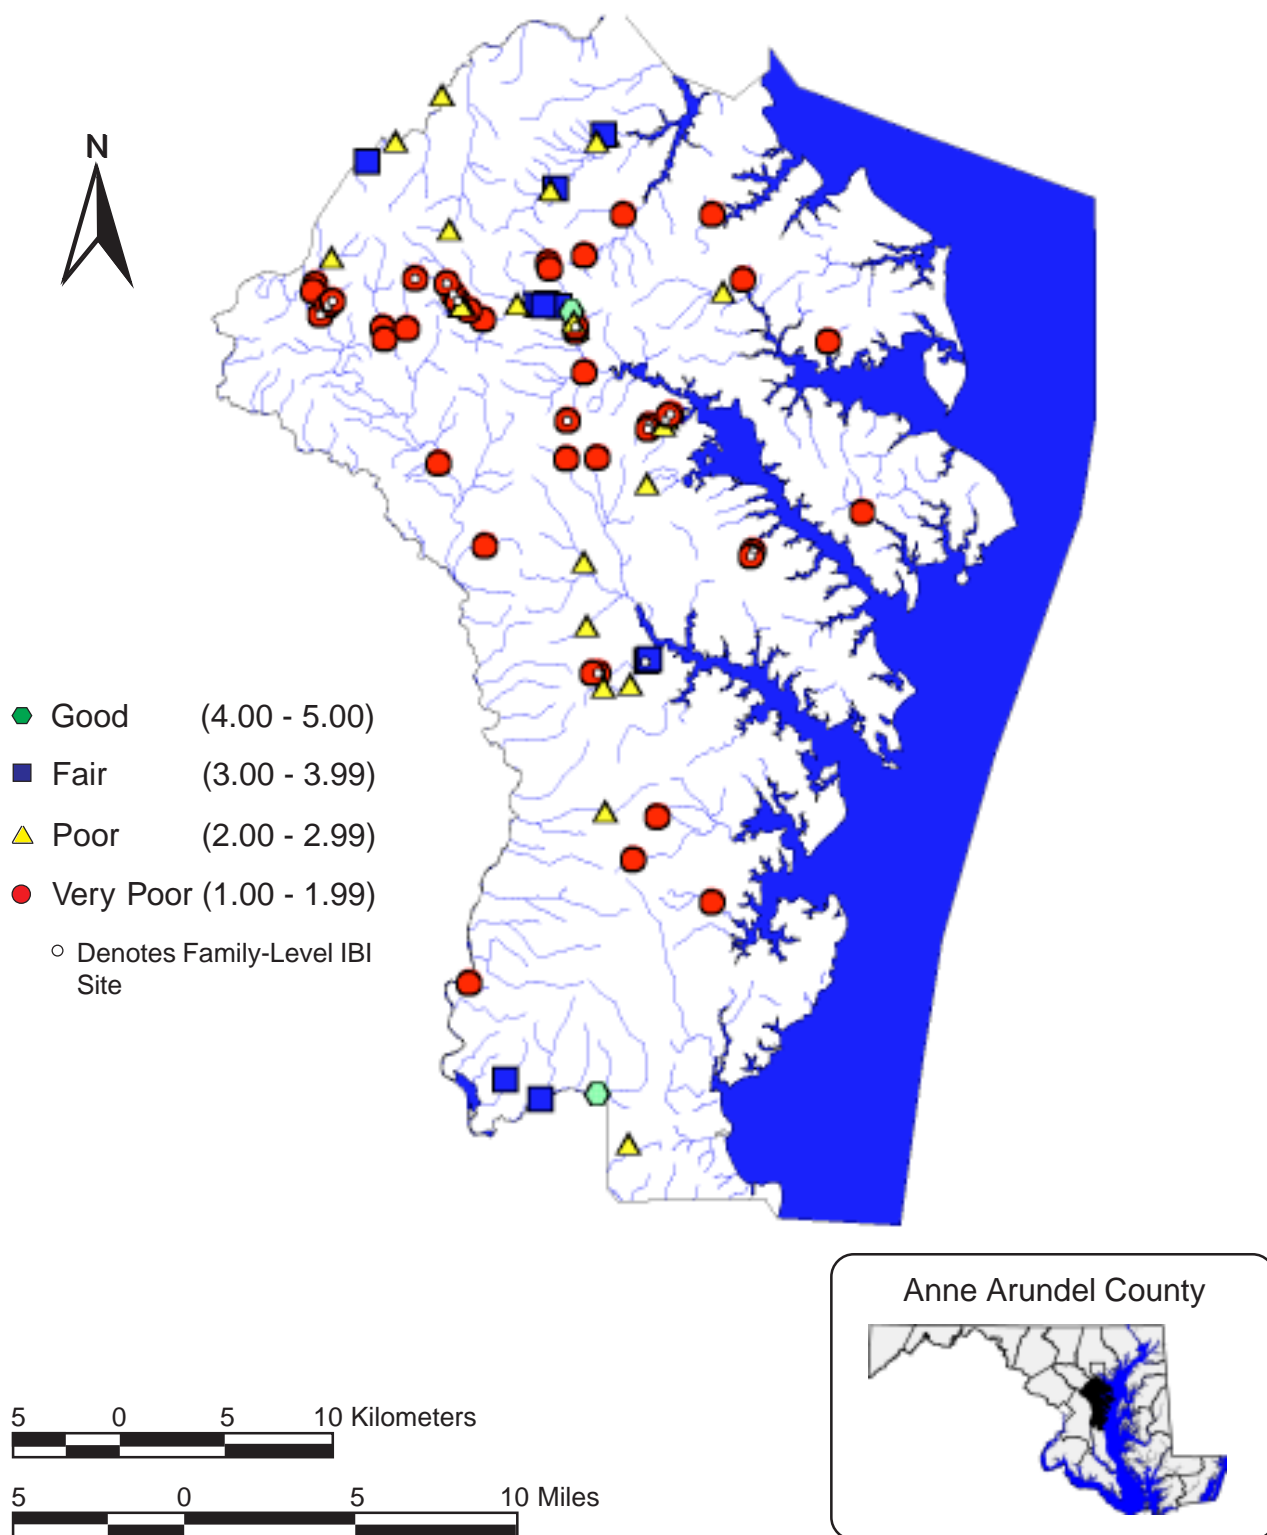 N
Good (4.00 - 5.00)
Fair (3.00 - 3.99)
Poor (2.00 - 2.99)
Very Poor (1.00 - 1.99)
Denotes Family-Level IBI
Site
Anne Arundel County
5 0 5 10 Kilometers
5 0 5 10 Miles